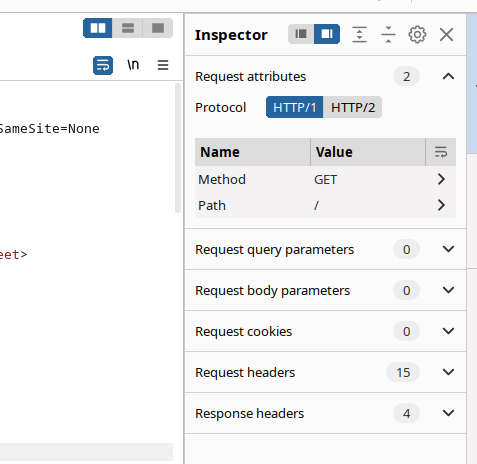 Inspector
\n
Request attributes 2
Protocol HTTP/1 HTTP/2
SameSite=None
Name Value
Method GET
Path /
Request query parameters 0
eet>
Request body parameters 0
Request cookies 0
Request headers 15
Response headers 4